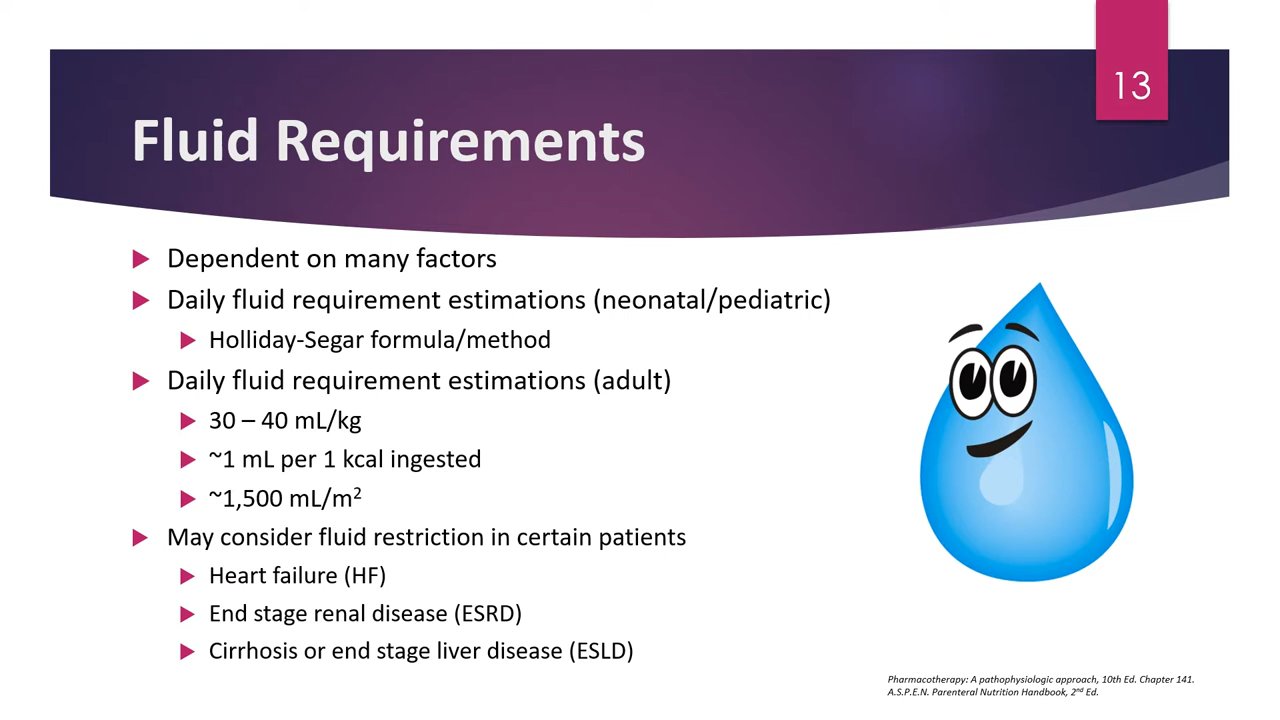 13
Fluid Requirements
Dependent on many factors
Daily fluid requirement estimations (neonatal/pediatric)
Holliday-Segar formula/method
Daily fluid requirement estimations (adult)
30 – 40 mL/kg
~1 mL per 1 kcal ingested
~1,500 mL/m²
May consider fluid restriction in certain patients
Heart failure (HF)
End stage renal disease (ESRD)
Cirrhosis or end stage liver disease (ESLD)
Pharmacotherapy: A pathophysiologic approach, 10th Ed. Chapter 141.
A.S.P.E.N. Parenteral Nutrition Handbook, 2nd Ed.